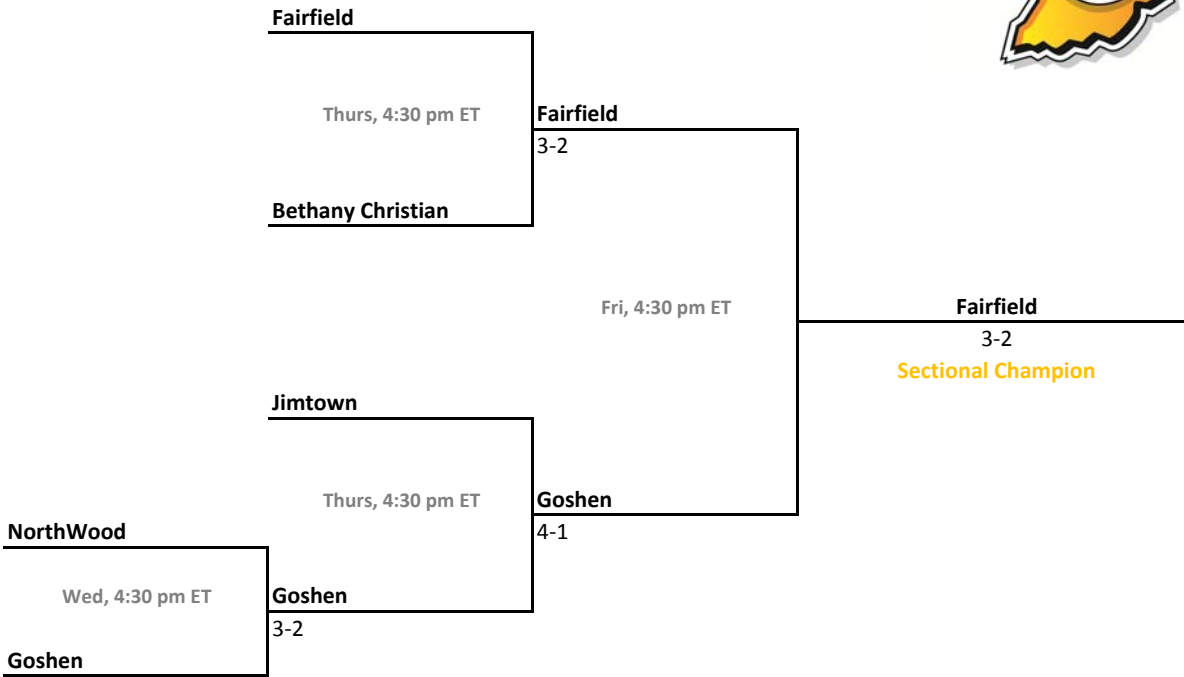 Fairfield
Thurs, 4:30 pm ET
Fairfield
3-2
Bethany Christian
Fri, 4:30 pm ET
Fairfield
3-2
Sectional Champion
Jimtown
Thurs, 4:30 pm ET
Goshen
4-1
NorthWood
Wed, 4:30 pm ET
Goshen
3-2
Goshen